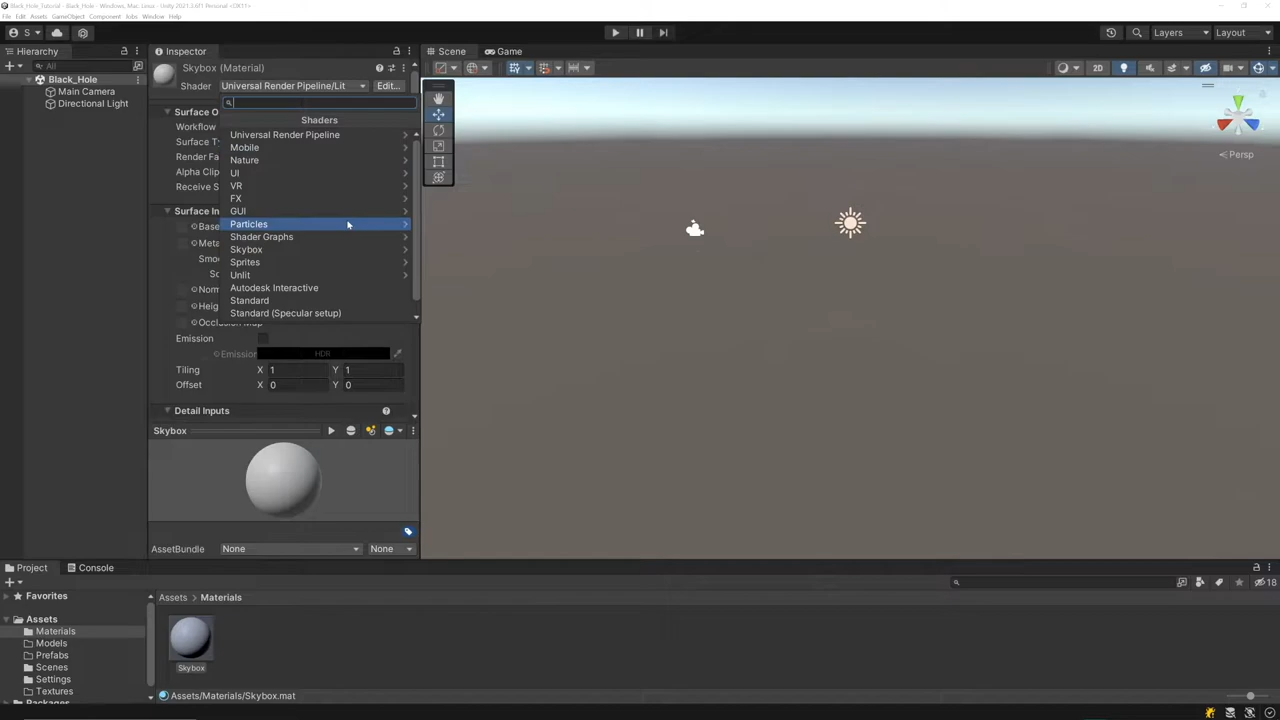 Black_Hole_Tutorial - Black_Hole - Windows, Mac, Linux - Unity 2021.3.6f1 Personal <DX11>
File Edit Assets GameObject Component Jobs Window Help
S Layers Layout
Hierarchy Inspector Scene Game
All
Black_Hole
Main Camera
Directional Light
Skybox (Material)
Shader Universal Render Pipeline/Lit Edit...
Shaders
Universal Render Pipeline
Mobile
Nature
UI
VR
FX
GUI
Particles
Shader Graphs
Skybox
Sprites
Unlit
Autodesk Interactive
Standard
Standard (Specular setup)
Surface O
Workflow
Surface Ty
Render Fa
Alpha Clip
Receive S
Surface In
Base
Meta
Smo
So
Norm
Heig
Occlusion Map
Emission
Emission HDR
Tiling X 1 Y 1
Offset X 0 Y 0
Detail Inputs
Skybox
AssetBundle None None
2D
Persp
Project Console
18
Favorites
Assets
Materials
Models
Prefabs
Scenes
Settings
Textures
Packages
Assets > Materials
Skybox
Assets/Materials/Skybox.mat